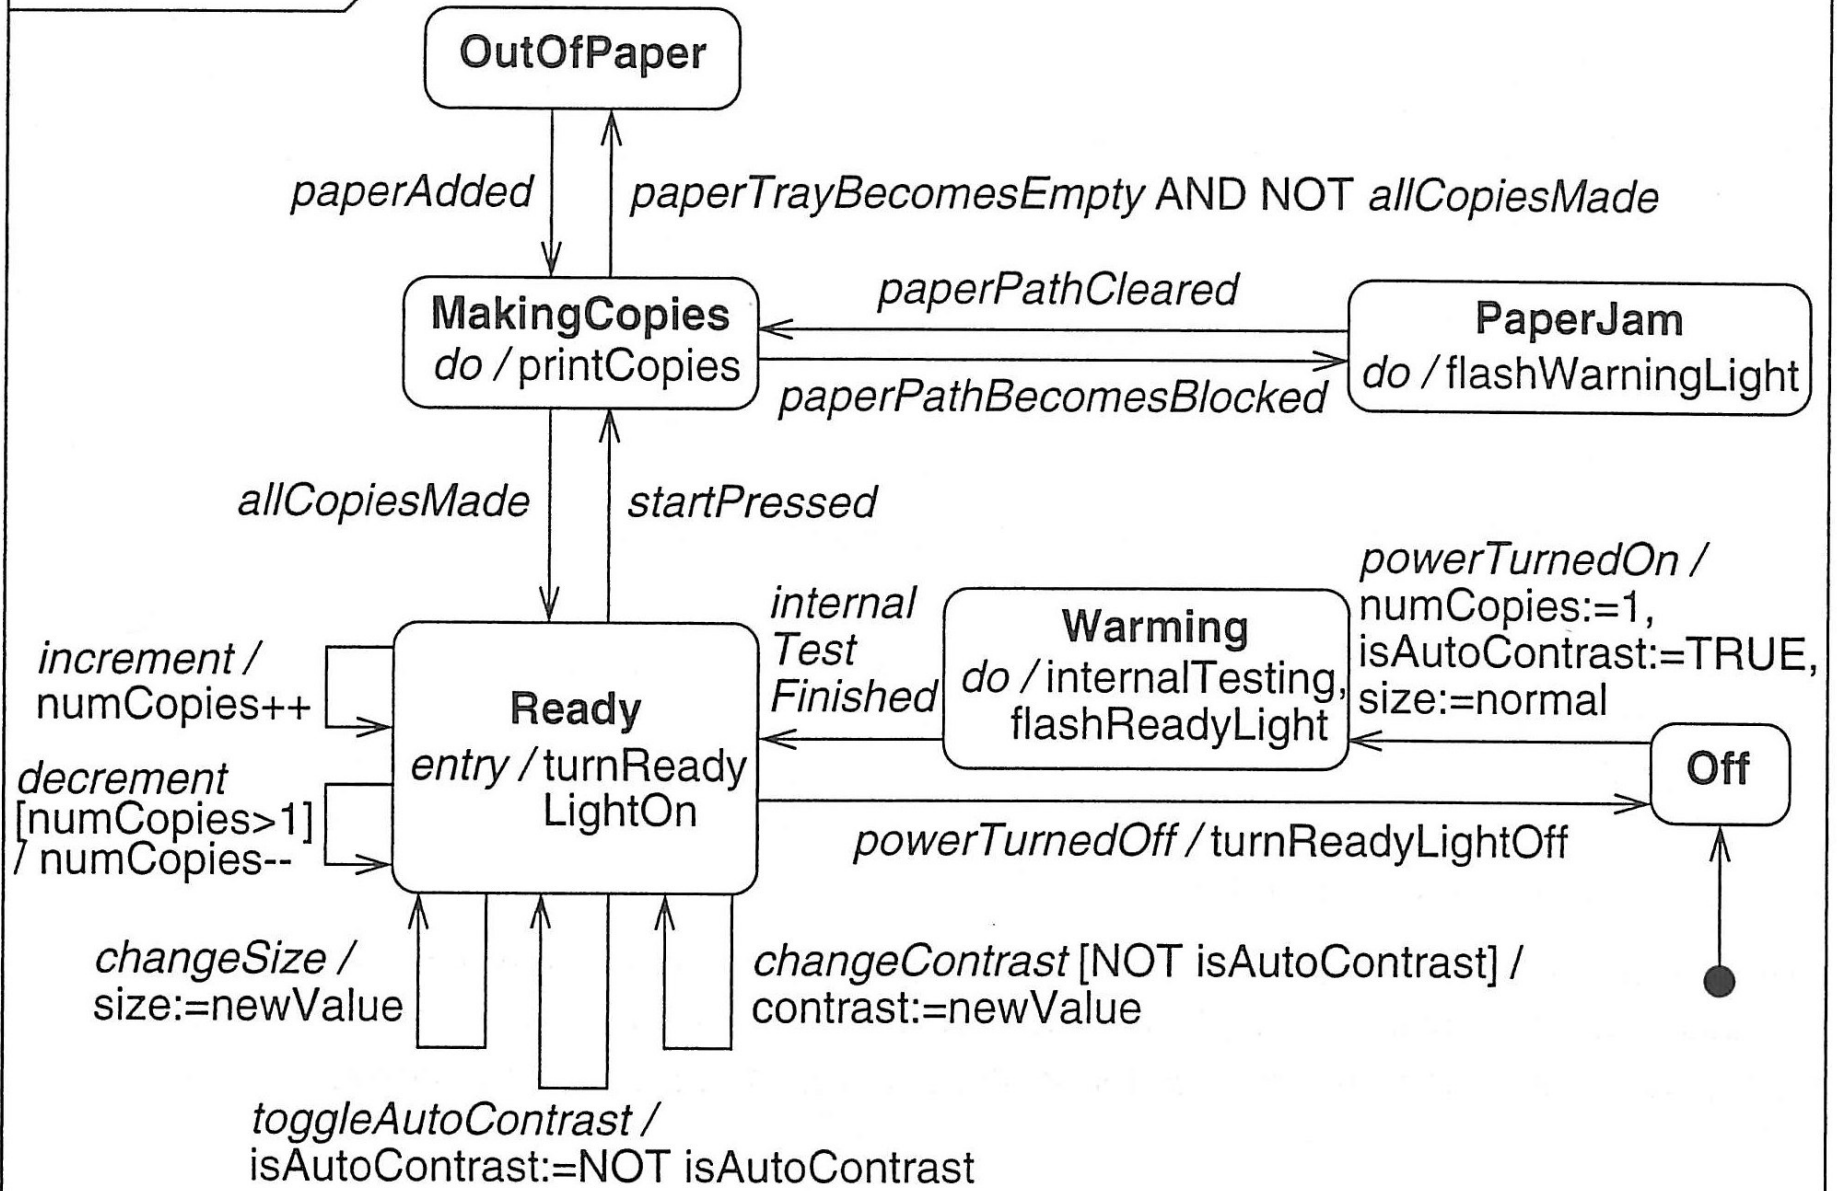 OutOfPaper
paperAdded
paperTrayBecomesEmpty AND NOT allCopiesMade
MakingCopies
do / printCopies
paperPathCleared
paperPathBecomesBlocked
PaperJam
do / flashWarningLight
allCopiesMade
startPressed
internal
Test
Finished
Warming
do / internalTesting,
flashReadyLight
powerTurnedOn /
numCopies:=1,
isAutoContrast:=TRUE,
size:=normal
increment /
numCopies++
decrement
[numCopies>1]
/ numCopies--
Ready
entry / turnReady
LightOn
Off
powerTurnedOff / turnReadyLightOff
changeSize /
size:=newValue
changeContrast [NOT isAutoContrast] /
contrast:=newValue
toggleAutoContrast /
isAutoContrast:=NOT isAutoContrast